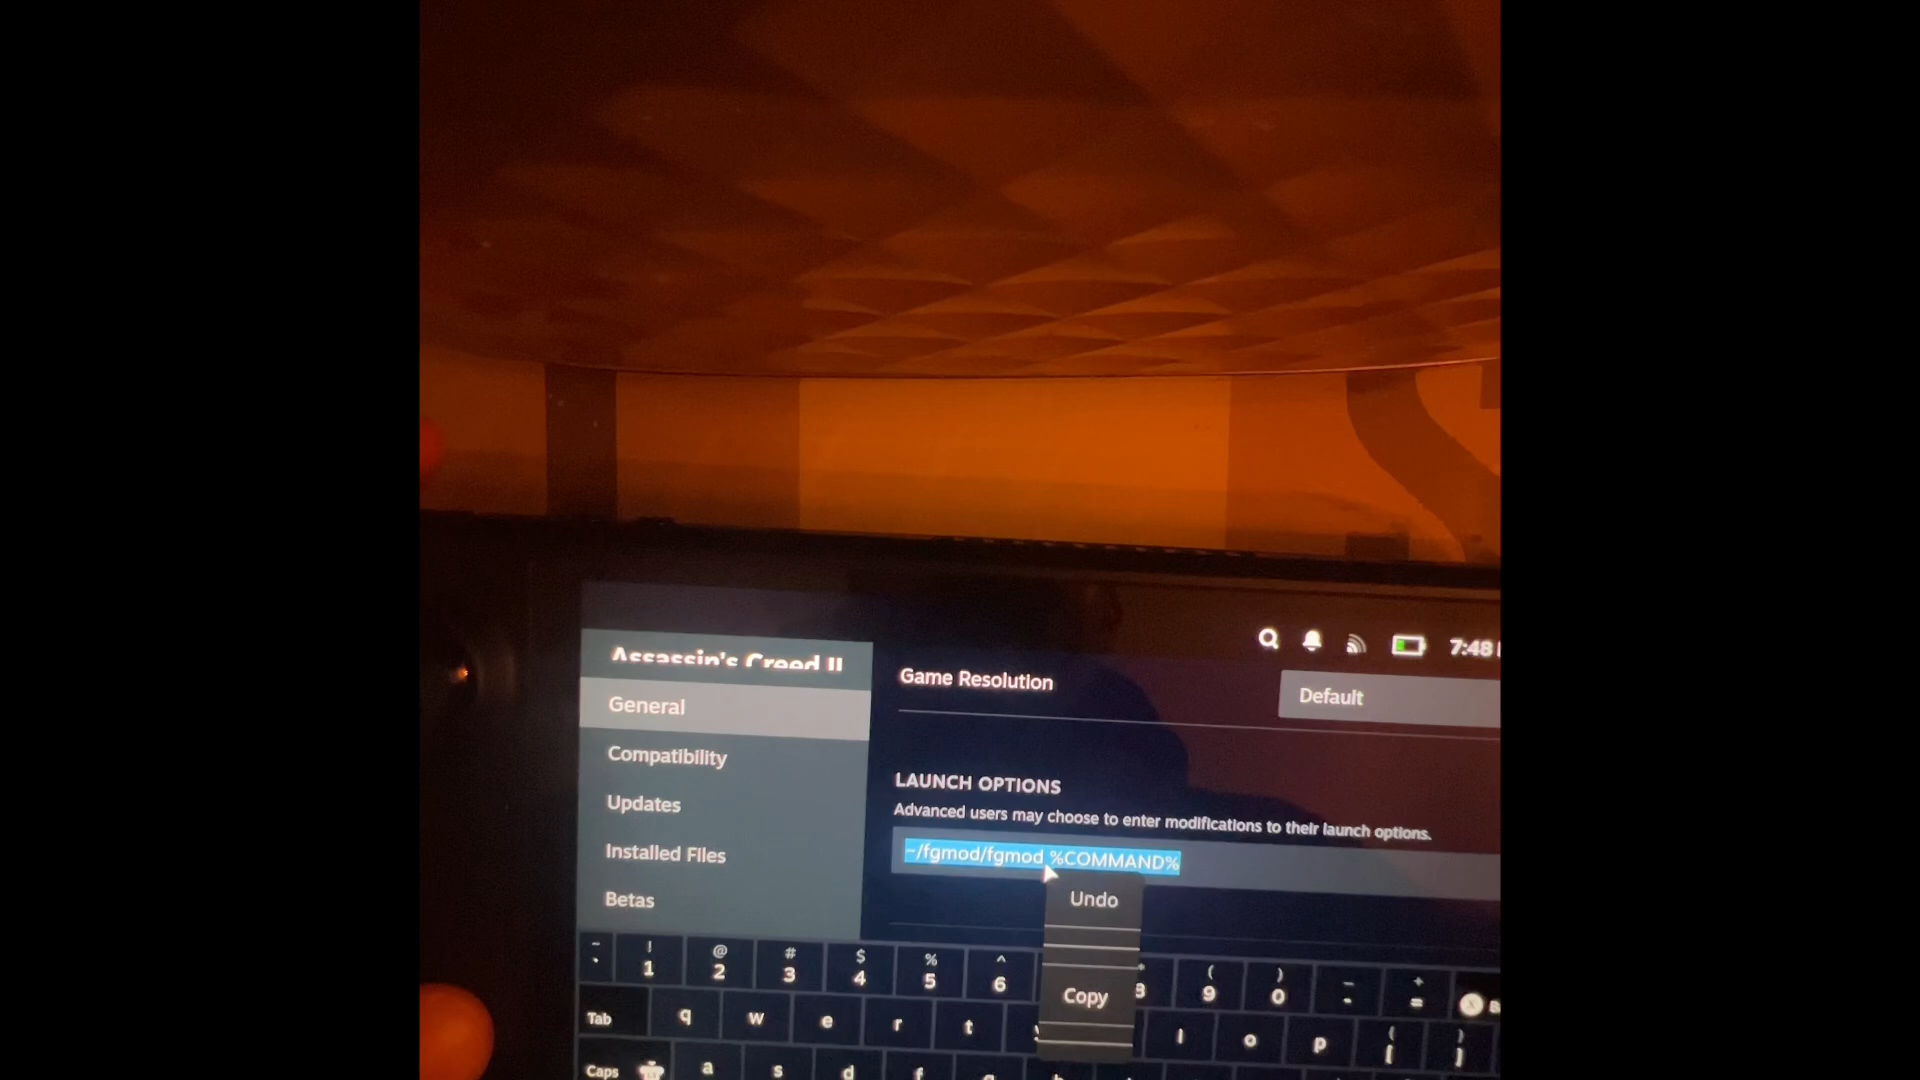 7:48
Assassin's Creed II
Game Resolution
Default
General
Compatibility
LAUNCH OPTIONS
Updates
Advanced users may choose to enter modifications to their launch options.
Installed Files
~/fgmod/fgmod %COMMAND%
Betas
Undo
Copy
! @ # $ % ^ * ( ) _ +
1 2 3 4 5 6 8 9 0 - =
Tab q w e r t o p { [ } ]
Caps a s d f